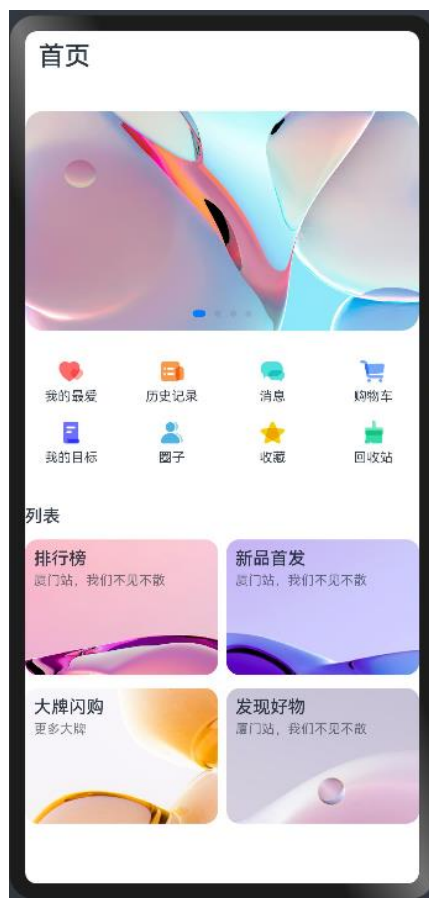 首页
我的最爱 历史记录 消息 购物车
我的目标 圈子 收藏 回收站
列表
排行榜 新品首发
厦门站，我们不见不散 厦门站，我们不见不散
大牌闪购 发现好物
更多大牌 厦门站，我们不见不散